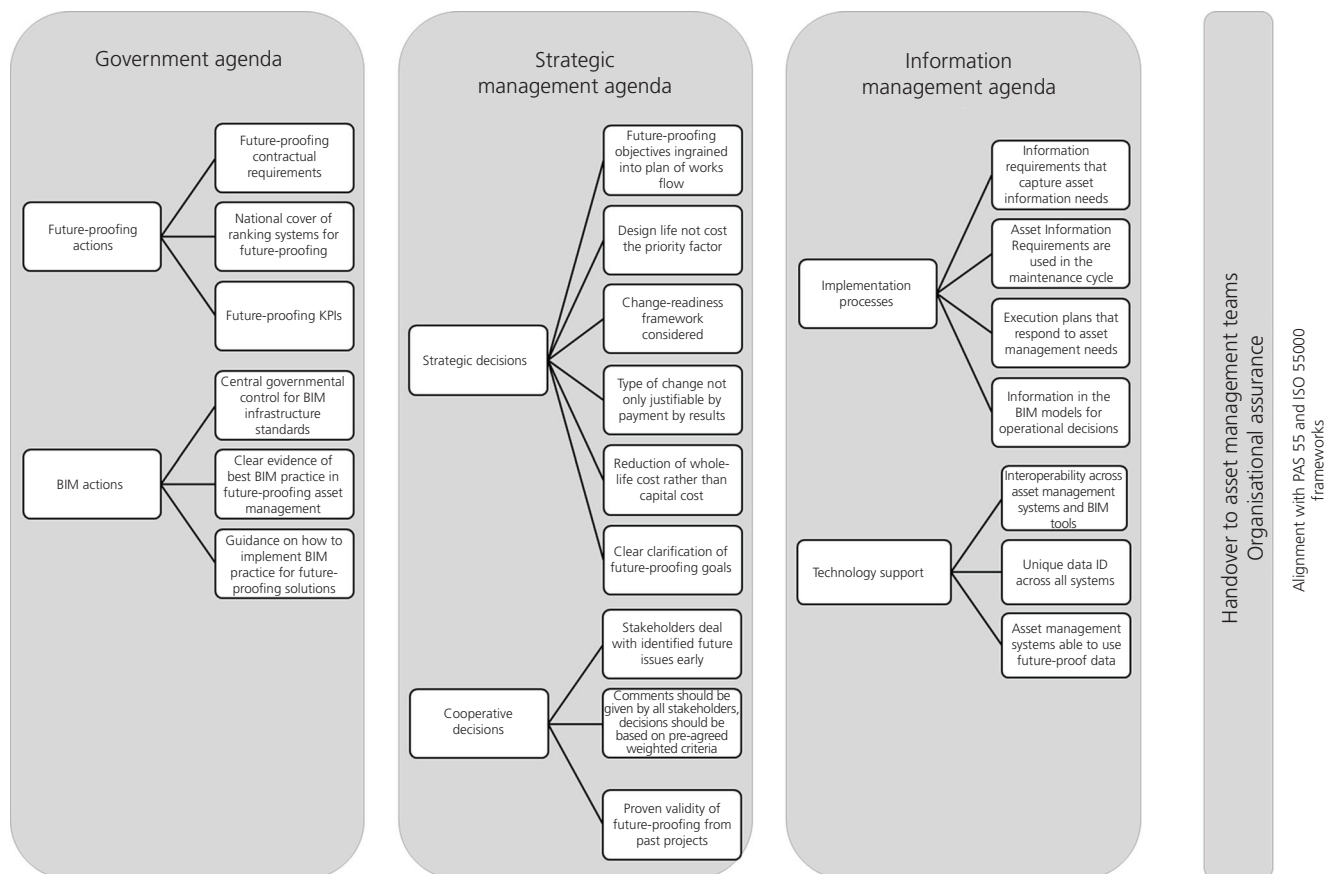 Government agenda
Future-proofing
actions
Future-proofing
contractual
requirements
National cover of
ranking systems for
future-proofing
Future-proofing KPIs
BIM actions
Central governmental
control for BIM
infrastructure
standards
Clear evidence of
best BIM practice in
future-proofing asset
management
Guidance on how to
implement BIM
practice for future-
proofing solutions
Strategic
management agenda
Strategic decisions
Future-proofing
objectives ingrained
into plan of works
flow
Design life not cost
the priority factor
Change-readiness
framework
considered
Type of change not
only justifiable by
payment by results
Reduction of whole-
life cost rather than
capital cost
Clear clarification of
future-proofing goals
Cooperative
decisions
Stakeholders deal
with identified future
issues early
Comments should be
given by all stakeholders,
decisions should be
based on pre-agreed
weighted criteria
Proven validity of
future-proofing from
past projects
Information
management agenda
Implementation
processes
Information
requirements that
capture asset
information needs
Asset Information
Requirements are
used in the
maintenance cycle
Execution plans that
respond to asset
management needs
Information in the
BIM models for
operational decisions
Technology support
Interoperability across
asset management
systems and BIM
tools
Unique data ID
across all systems
Asset management
systems able to use
future-proof data
Handover to asset management teams
Organisational assurance
Alignment with PAS 55 and ISO 55000
frameworks